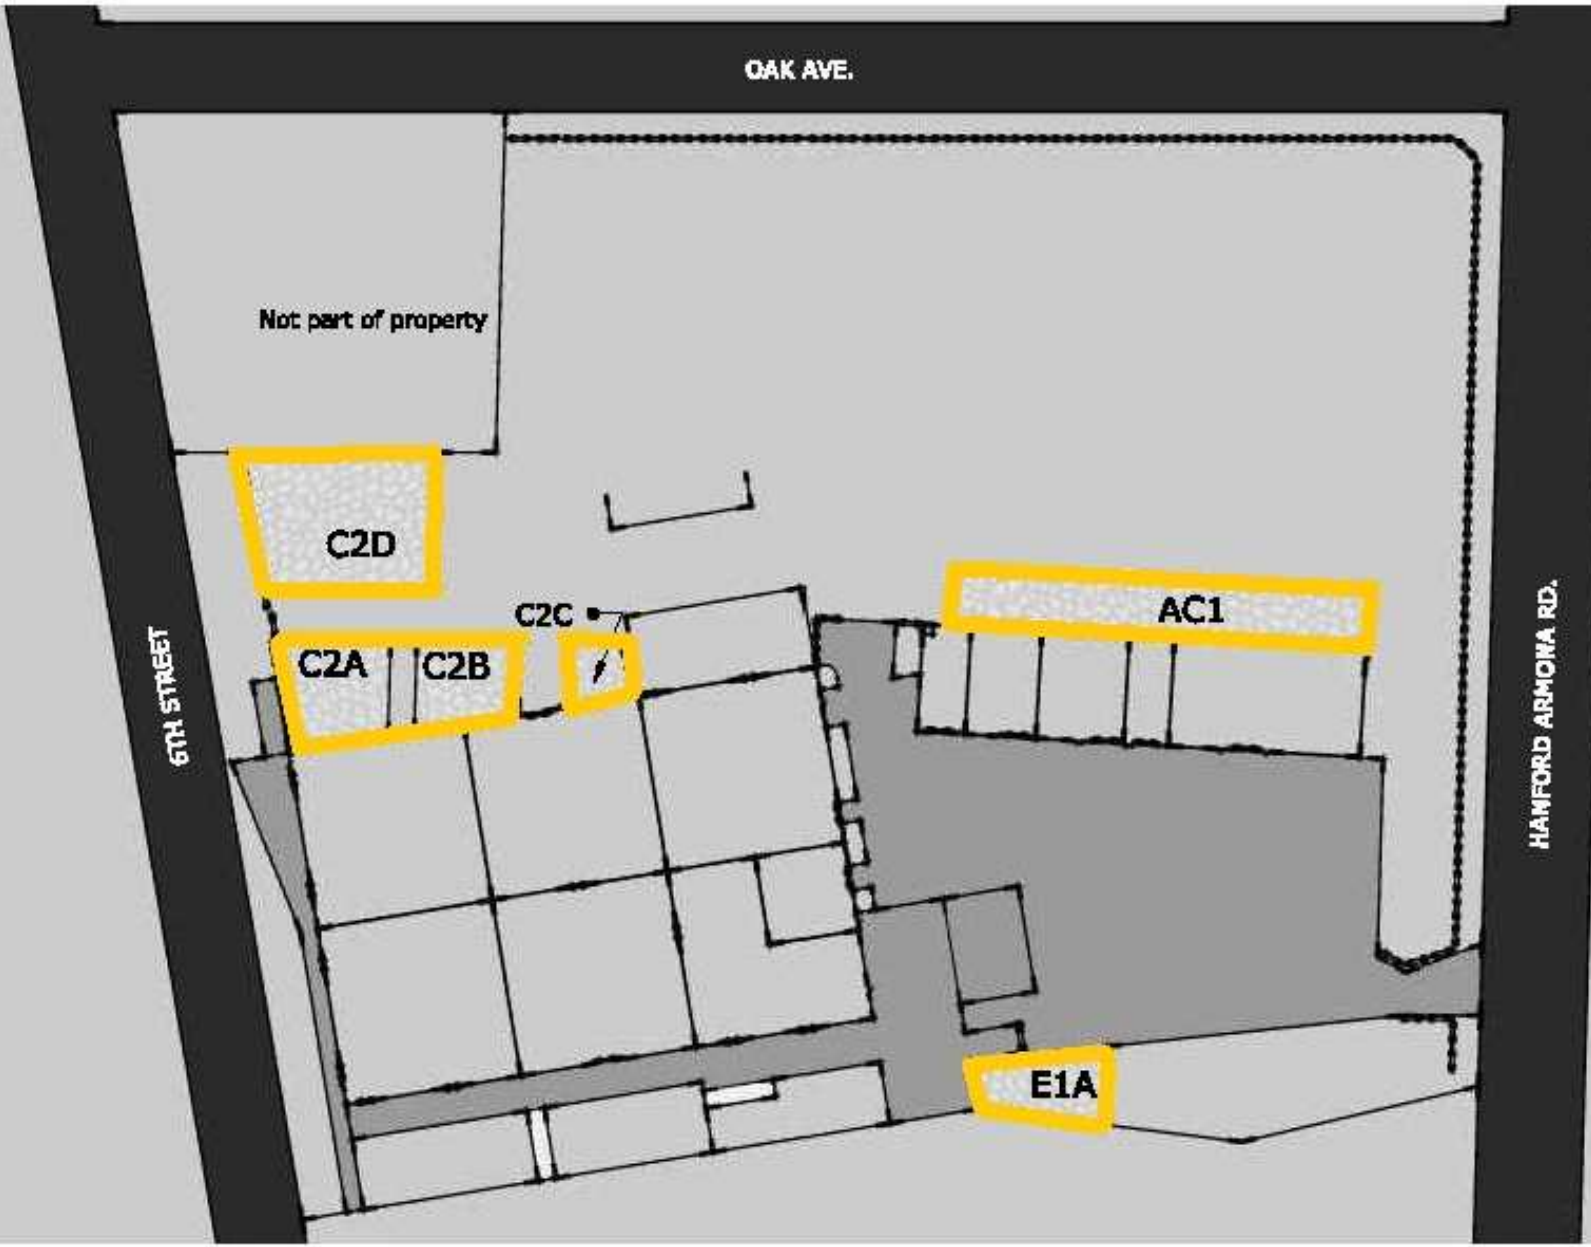 OAK AVE.
Not part of property
C2D
C2C
C2A
C2B
AC1
6TH STREET
HANFORD ARMONA RD.
E1A